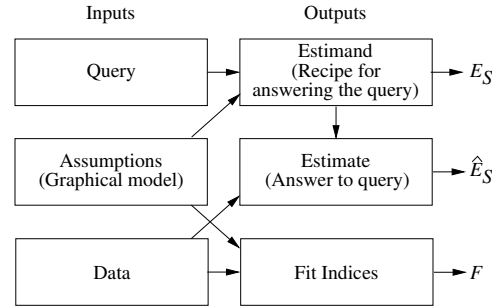 Inputs
Outputs
Query
Estimand
(Recipe for
answering the query)
E_S
Assumptions
(Graphical model)
Estimate
(Answer to query)
Ê_S
Data
Fit Indices
F